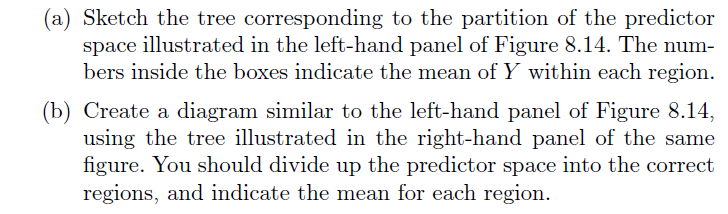 (a) Sketch the tree corresponding to the partition of the predictor
space illustrated in the left-hand panel of Figure 8.14. The num-
bers inside the boxes indicate the mean of Y within each region.
(b) Create a diagram similar to the left-hand panel of Figure 8.14,
using the tree illustrated in the right-hand panel of the same
figure. You should divide up the predictor space into the correct
regions, and indicate the mean for each region.